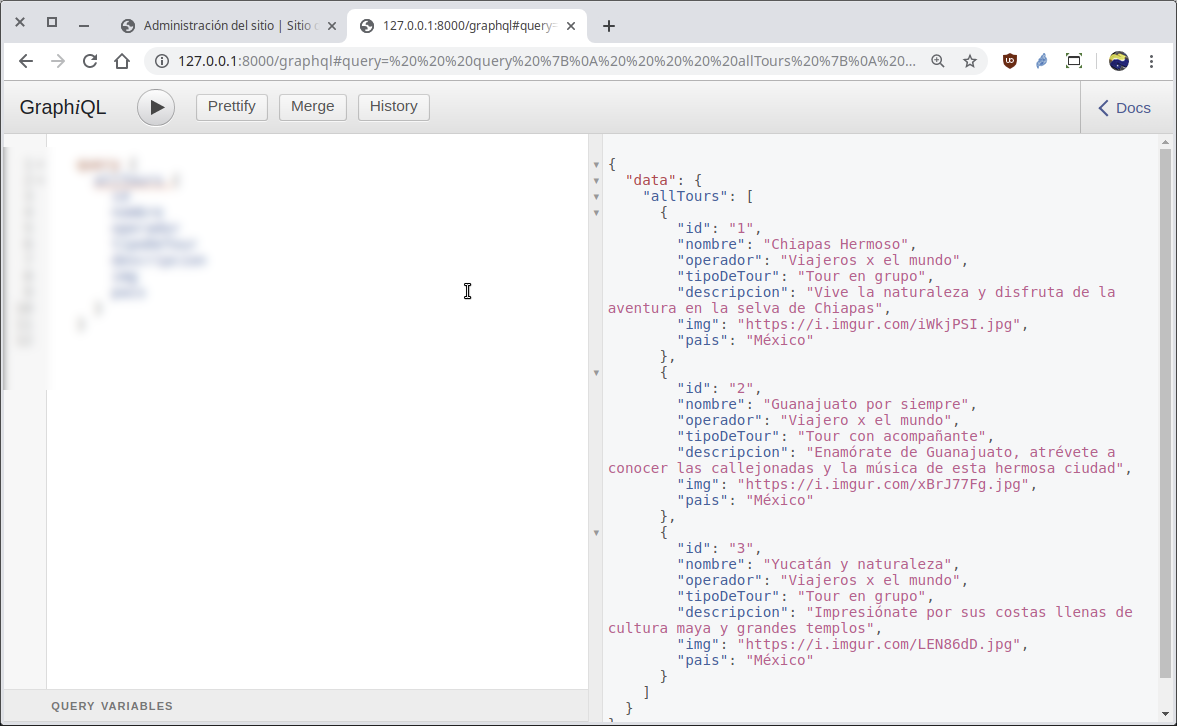 Administración del sitio | Sitio
127.0.0.1:8000/graphql#query=
127.0.0.1:8000/graphql#query=%20%20%20query%20%7B%0A%20%20%20%20%20allTours%20%7B%0A%20%20...
GraphiQL
Prettify
Merge
History
Docs
{
"data": {
"allTours": [
{
"id": "1",
"nombre": "Chiapas Hermoso",
"operador": "Viajeros x el mundo",
"tipoDeTour": "Tour en grupo",
"descripcion": "Vive la naturaleza y disfruta de la
aventura en la selva de Chiapas",
"img": "https://i.imgur.com/iWkjPSI.jpg",
"pais": "México"
},
{
"id": "2",
"nombre": "Guanajuato por siempre",
"operador": "Viajero x el mundo",
"tipoDeTour": "Tour con acompañante",
"descripcion": "Enamórate de Guanajuato, atrévete a
conocer las callejonadas y la música de esta hermosa ciudad",
"img": "https://i.imgur.com/xBrJ77Fg.jpg",
"pais": "México"
},
{
"id": "3",
"nombre": "Yucatán y naturaleza",
"operador": "Viajeros x el mundo",
"tipoDeTour": "Tour en grupo",
"descripcion": "Impresiónate por sus costas llenas de
cultura maya y grandes templos",
"img": "https://i.imgur.com/LEN86dD.jpg",
"pais": "México"
}
]
}
QUERY VARIABLES